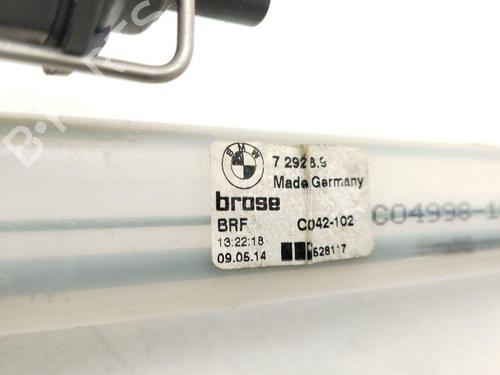 BMW
7 292 8.9
Made Germany
brose
BRF C042-102
13:22:18
09.05.14 628117
C04998-1
B-PARTS